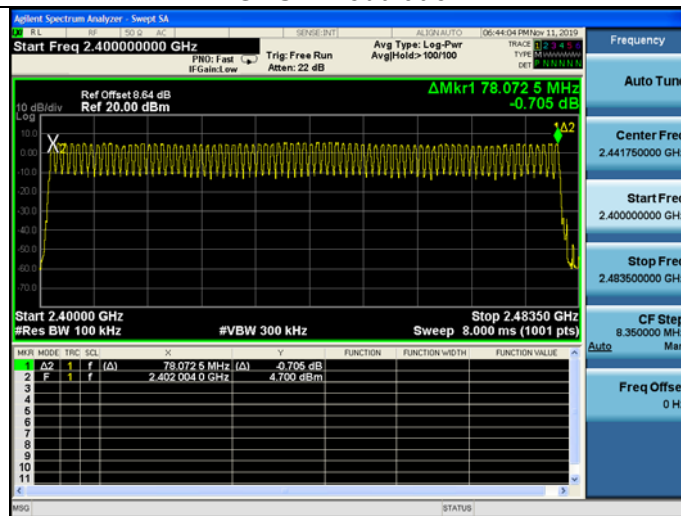 Agilent Spectrum Analyzer - Swept SA
RL RF 50 Ω AC SENSE:INT ALIGN AUTO 06:44:04 PM Nov 11, 2019
Start Freq 2.400000000 GHz
PNO: Fast
IFGain:Low
Trig: Free Run
Atten: 22 dB
Avg Type: Log-Pwr
Avg|Hold:>100/100
TRACE 1 2 3 4 5 6
TYPE M
DET P N N N N N
Frequency
Auto Tune
Center Freq
2.441750000 GHz
Start Freq
2.400000000 GHz
Stop Freq
2.483500000 GHz
CF Step
8.350000 MHz
Auto Man
Freq Offset
0 Hz
Ref Offset 8.64 dB
10 dB/div Ref 20.00 dBm
Log
ΔMkr1 78.072 5 MHz
-0.705 dB
1Δ2
X2
10.0
0.00
-10.0
-20.0
-30.0
-40.0
-50.0
-60.0
-70.0
Start 2.40000 GHz Stop 2.48350 GHz
#Res BW 100 kHz #VBW 300 kHz Sweep 8.000 ms (1001 pts)
MKR MODE TRC SCL X Y FUNCTION FUNCTION WIDTH FUNCTION VALUE
1 Δ2 1 f (Δ) 78.072 5 MHz (Δ) -0.705 dB
2 F 1 f 2.402 004 0 GHz 4.700 dBm
3
4
5
6
7
8
9
10
11
MSG STATUS